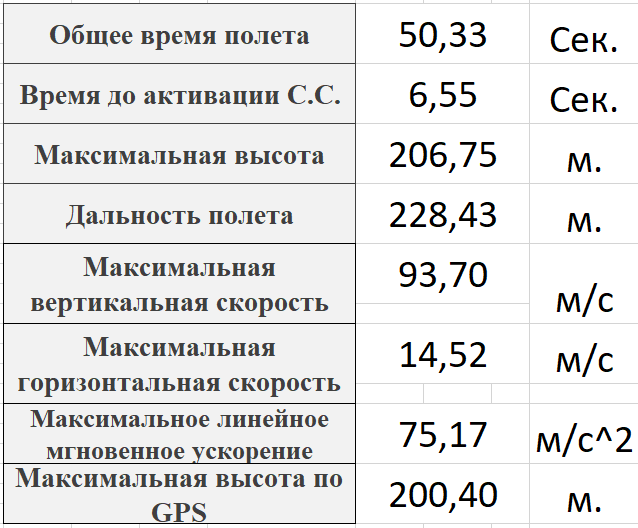 Общее время полета 50,33 Сек.
Время до активации С.С. 6,55 Сек.
Максимальная высота 206,75 м.
Дальность полета 228,43 м.
Максимальная
вертикальная скорость 93,70 м/с
Максимальная
горизонтальная скорость 14,52 м/с
Максимальное линейное
мгновенное ускорение 75,17 м/с^2
Максимальная высота по
GPS 200,40 м.